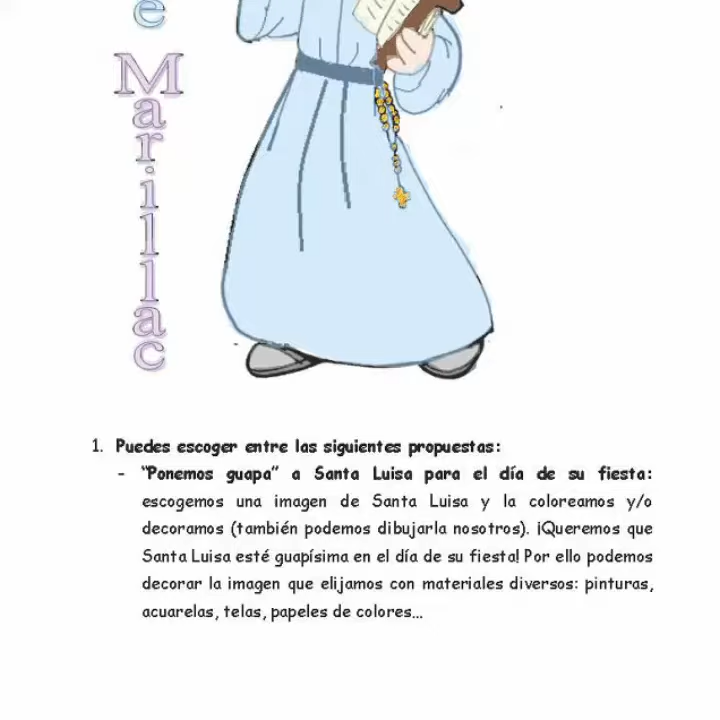 e Marillac
1. Puedes escoger entre las siguientes propuestas:
- “Ponemos guapa” a Santa Luisa para el día de su fiesta:
escogemos una imagen de Santa Luisa y la coloreamos y/o
decoramos (también podemos dibujarla nosotros). ¡Queremos que
Santa Luisa esté guapísima en el día de su fiesta! Por ello podemos
decorar la imagen que elijamos con materiales diversos: pinturas,
acuarelas, telas, papeles de colores...